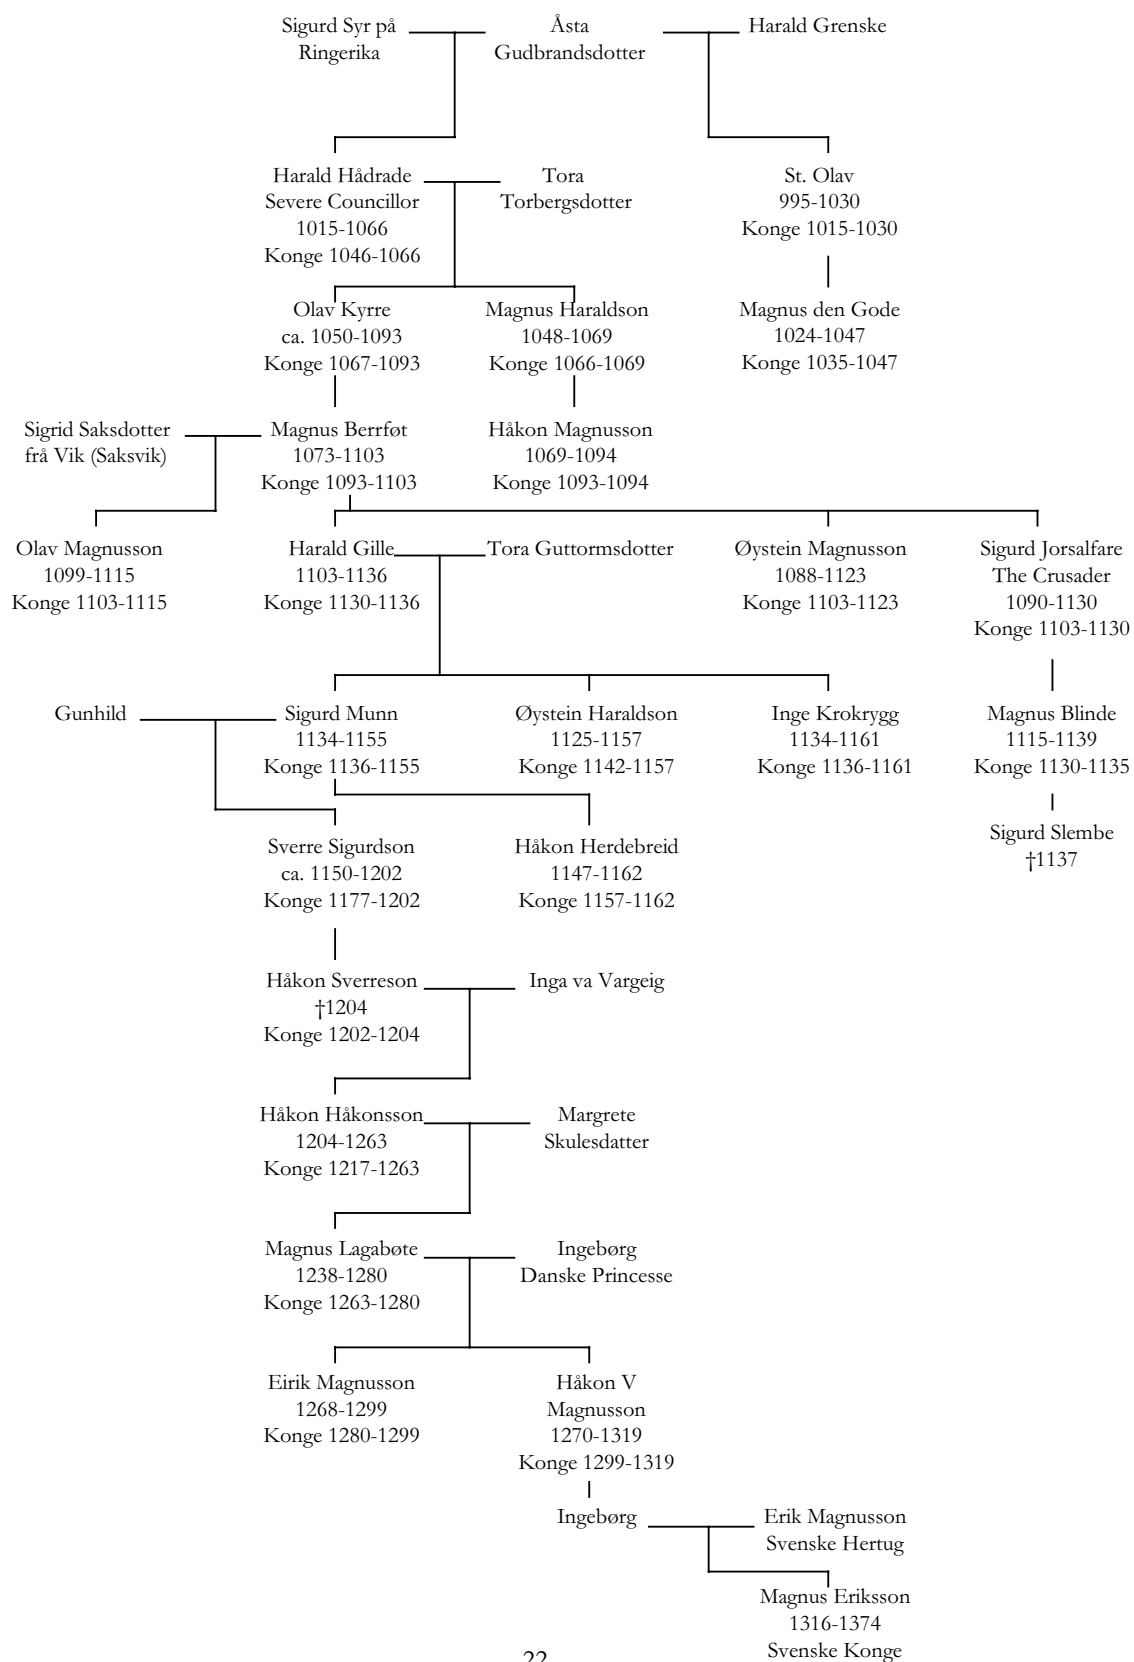 Sigurd Syr på
Ringerika
Åsta
Gudbrandsdotter
Harald Grenske
Harald Hådrade
Severe Councillor
1015-1066
Konge 1046-1066
Tora
Torbergsdotter
St. Olav
995-1030
Konge 1015-1030
Olav Kyrre
ca. 1050-1093
Konge 1067-1093
Magnus Haraldson
1048-1069
Konge 1066-1069
Magnus den Gode
1024-1047
Konge 1035-1047
Sigrid Saksdotter
frå Vik (Saksvik)
Magnus Berrføt
1073-1103
Konge 1093-1103
Håkon Magnusson
1069-1094
Konge 1093-1094
Olav Magnusson
1099-1115
Konge 1103-1115
Harald Gille
1103-1136
Konge 1130-1136
Tora Guttormsdotter
Øystein Magnusson
1088-1123
Konge 1103-1123
Sigurd Jorsalfare
The Crusader
1090-1130
Konge 1103-1130
Gunhild
Sigurd Munn
1134-1155
Konge 1136-1155
Øystein Haraldson
1125-1157
Konge 1142-1157
Inge Krokrygg
1134-1161
Konge 1136-1161
Magnus Blinde
1115-1139
Konge 1130-1135
Sverre Sigurdson
ca. 1150-1202
Konge 1177-1202
Håkon Herdebreid
1147-1162
Konge 1157-1162
Sigurd Slembe
†1137
Håkon Sverreson
†1204
Konge 1202-1204
Inga va Vargeig
Håkon Håkonsson
1204-1263
Konge 1217-1263
Margrete
Skulesdatter
Magnus Lagabøte
1238-1280
Konge 1263-1280
Ingebørg
Danske Princesse
Eirik Magnusson
1268-1299
Konge 1280-1299
Håkon V
Magnusson
1270-1319
Konge 1299-1319
Ingebørg
Erik Magnusson
Svenske Hertug
Magnus Eriksson
1316-1374
Svenske Konge
22